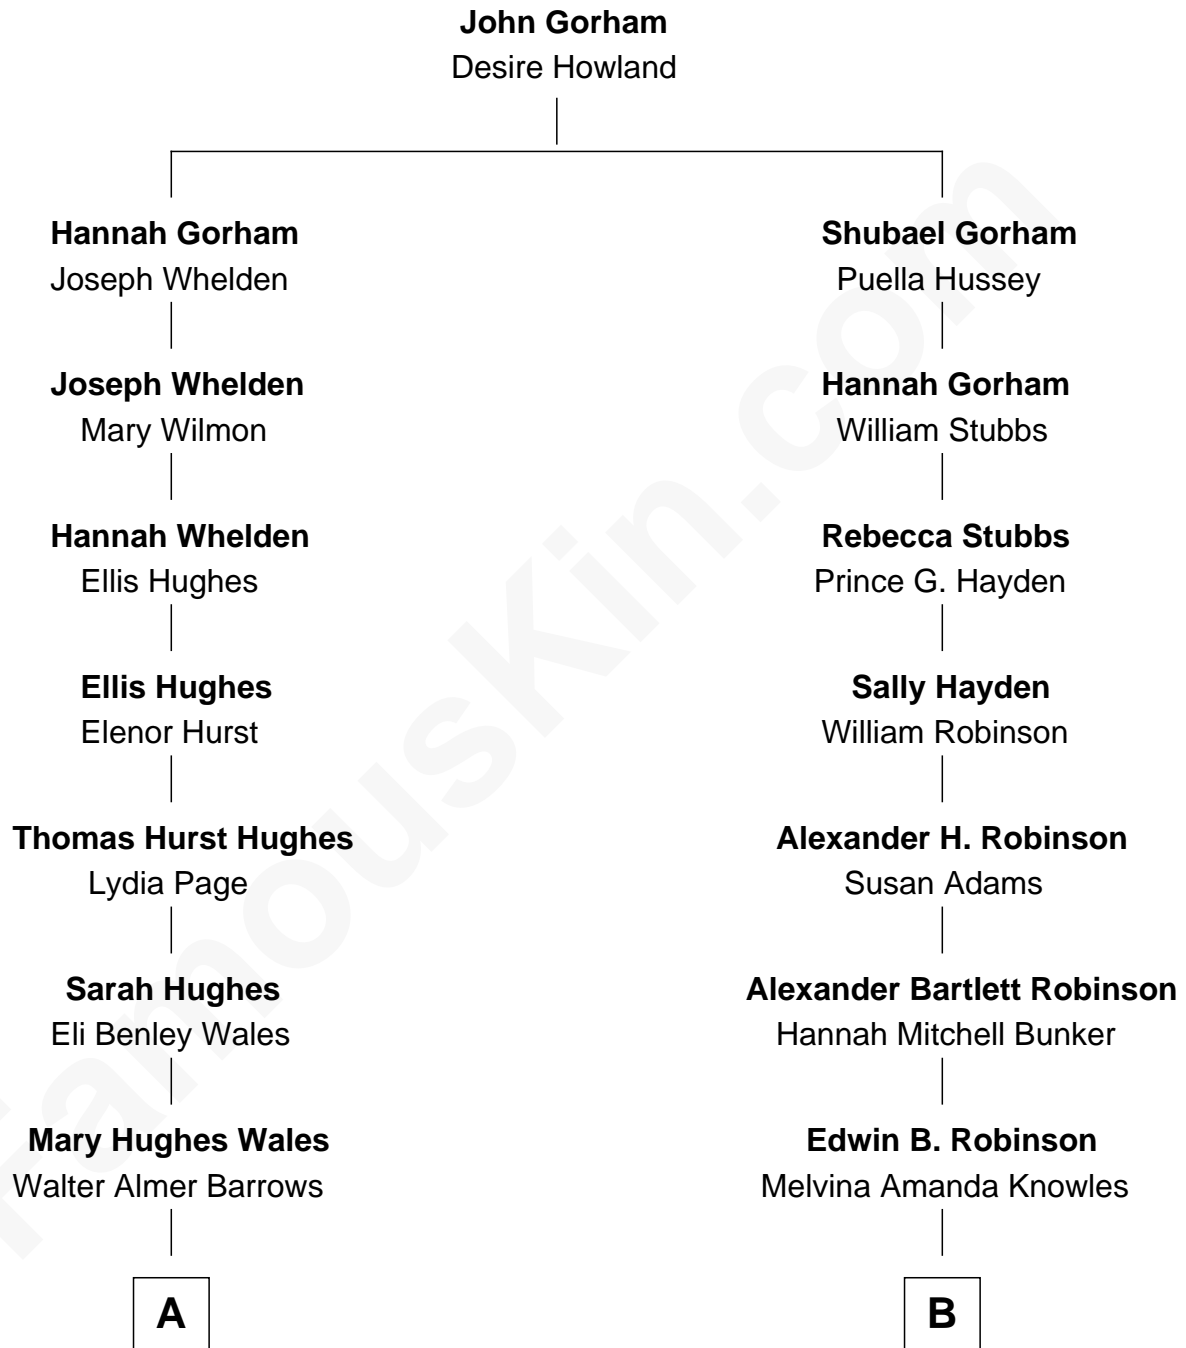 John Gorham
Desire Howland
Hannah Gorham
Joseph Whelden
Joseph Whelden
Mary Wilmon
Hannah Whelden
Ellis Hughes
Ellis Hughes
Elenor Hurst
Thomas Hurst Hughes
Lydia Page
Sarah Hughes
Eli Benley Wales
Mary Hughes Wales
Walter Almer Barrows
A
Shubael Gorham
Puella Hussey
Hannah Gorham
William Stubbs
Rebecca Stubbs
Prince G. Hayden
Sally Hayden
William Robinson
Alexander H. Robinson
Susan Adams
Alexander Bartlett Robinson
Hannah Mitchell Bunker
Edwin B. Robinson
Melvina Amanda Knowles
B
FamousKin.com